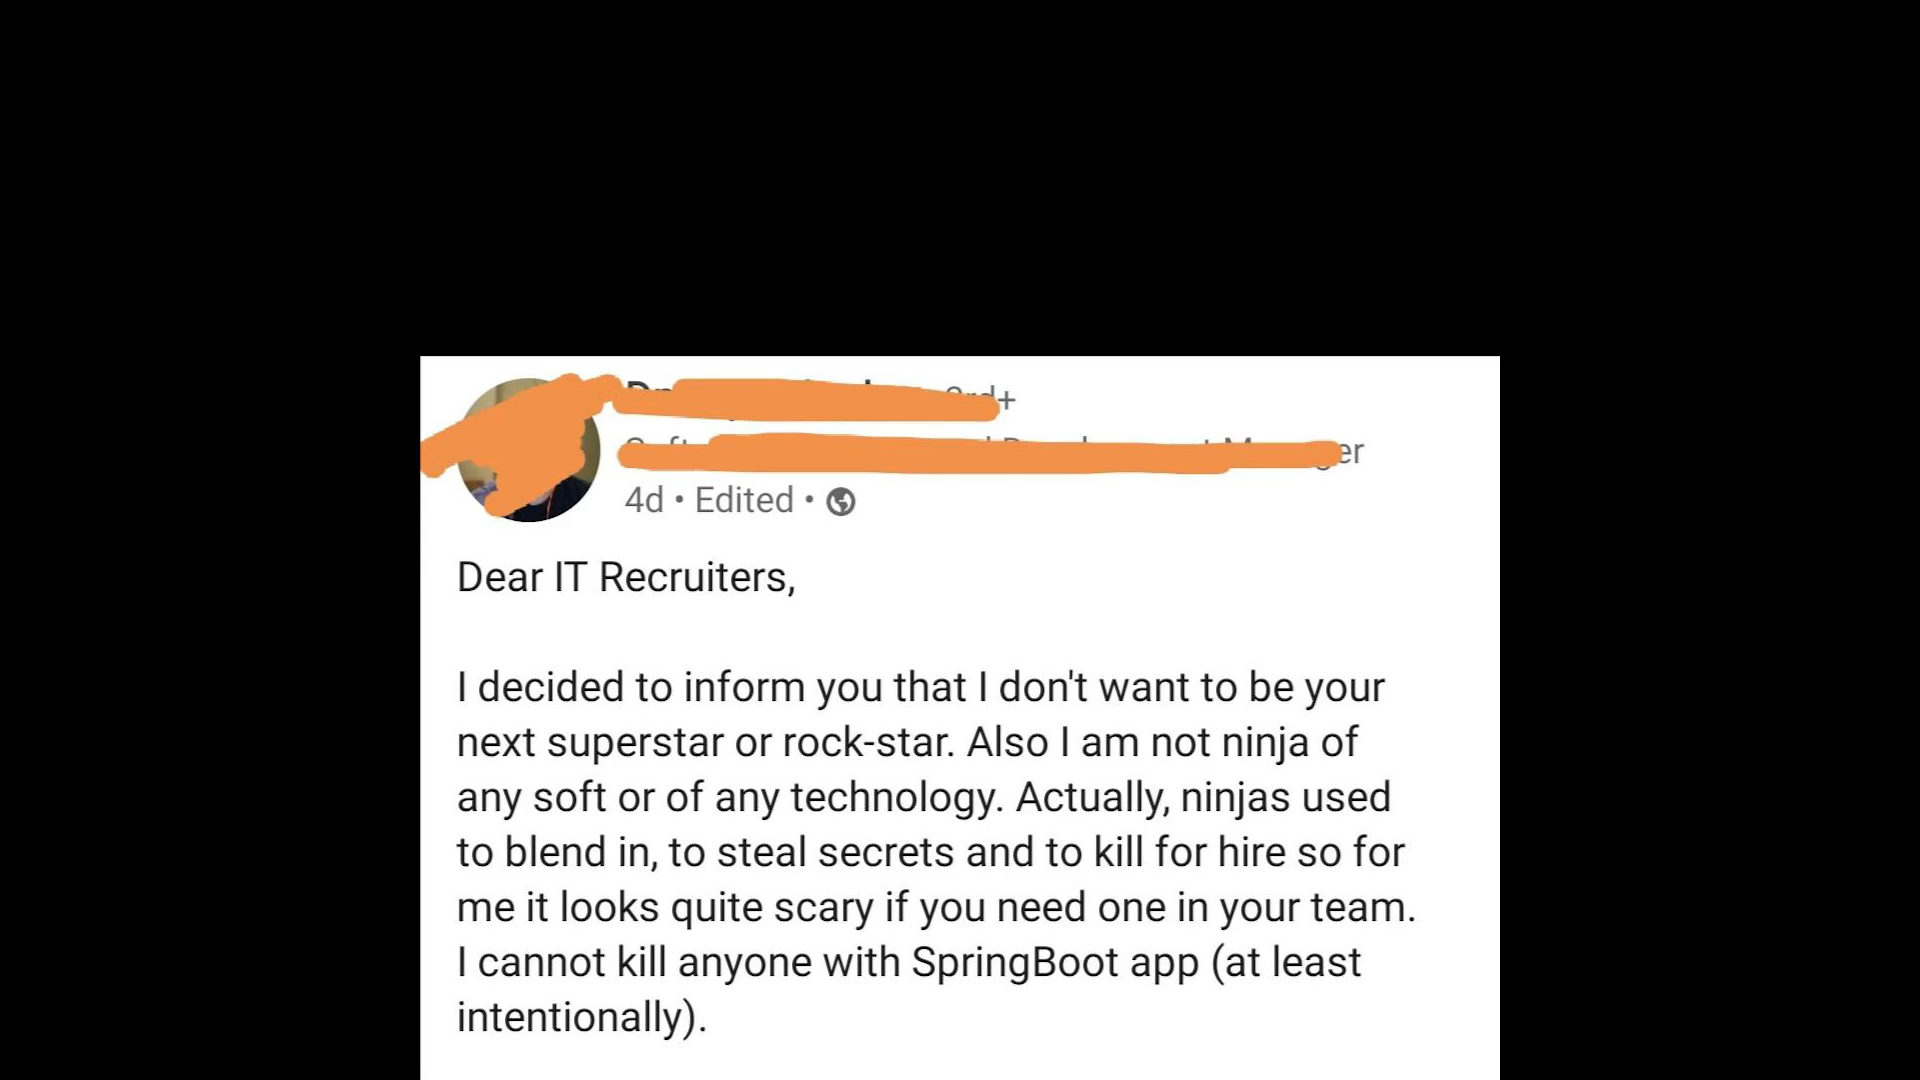 4d • Edited •
Dear IT Recruiters,
I decided to inform you that I don't want to be your
next superstar or rock-star. Also I am not ninja of
any soft or of any technology. Actually, ninjas used
to blend in, to steal secrets and to kill for hire so for
me it looks quite scary if you need one in your team.
I cannot kill anyone with SpringBoot app (at least
intentionally).